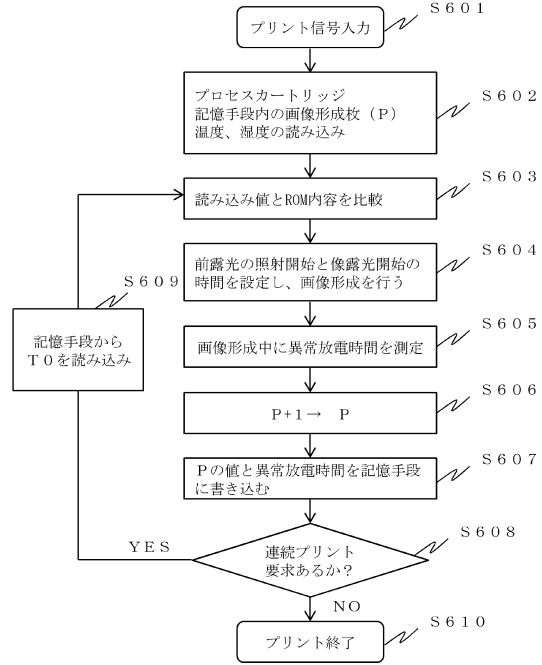 Ｓ６０１
プリント信号入力
Ｓ６０２
プロセスカートリッジ
記憶手段内の画像形成枚（Ｐ）
温度、湿度の読み込み
Ｓ６０３
読み込み値とROM内容を比較
Ｓ６０４
前露光の照射開始と像露光開始の
時間を設定し、画像形成を行う
Ｓ６０９
記憶手段から
Ｔ０を読み込み
Ｓ６０５
画像形成中に異常放電時間を測定
Ｓ６０６
P+1→　Ｐ
Ｓ６０７
Ｐの値と異常放電時間を記憶手段
に書き込む
Ｓ６０８
連続プリント
要求あるか？
ＹＥＳ
ＮＯ
Ｓ６１０
プリント終了